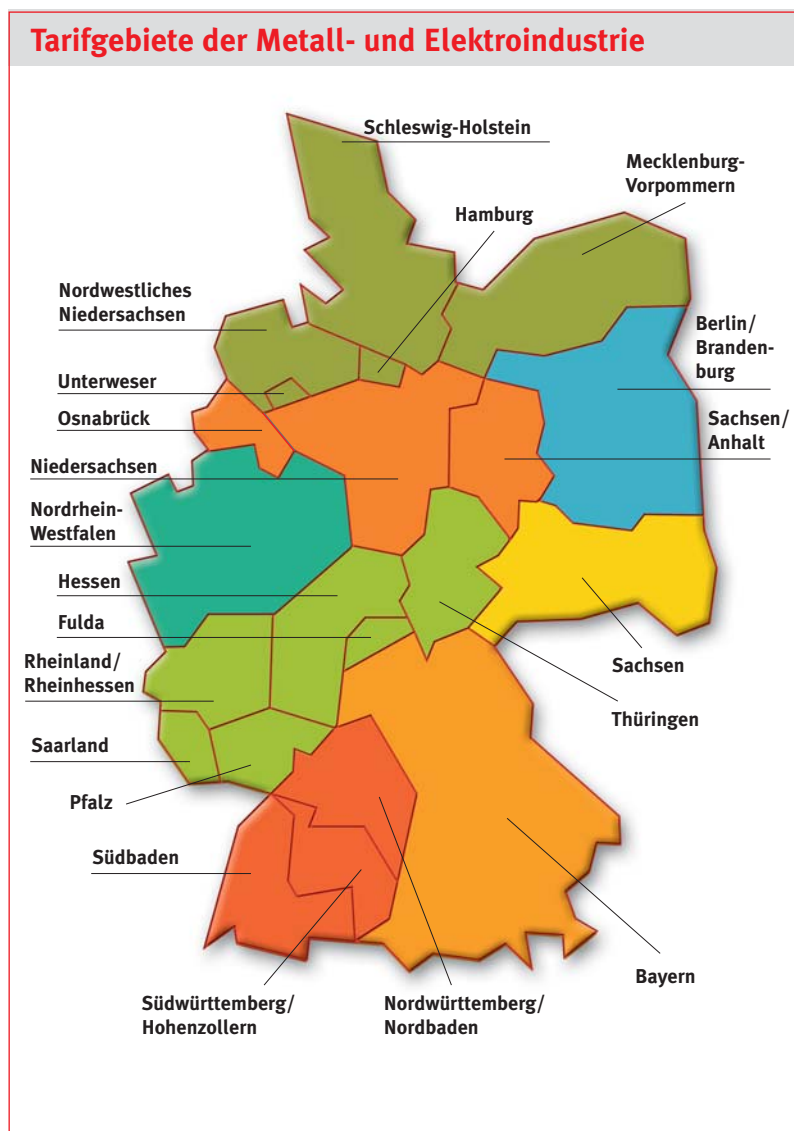 Tarifgebiete der Metall- und Elektroindustrie
Schleswig-Holstein
Mecklenburg-
Vorpommern
Hamburg
Nordwestliches
Niedersachsen
Berlin/
Branden-
burg
Unterweser
Osnabrück
Sachsen/
Anhalt
Niedersachsen
Nordrhein-
Westfalen
Hessen
Fulda
Rheinland/
Rheinhessen
Sachsen
Thüringen
Saarland
Pfalz
Südbaden
Bayern
Südwürttemberg/
Hohenzollern
Nordwürttemberg/
Nordbaden